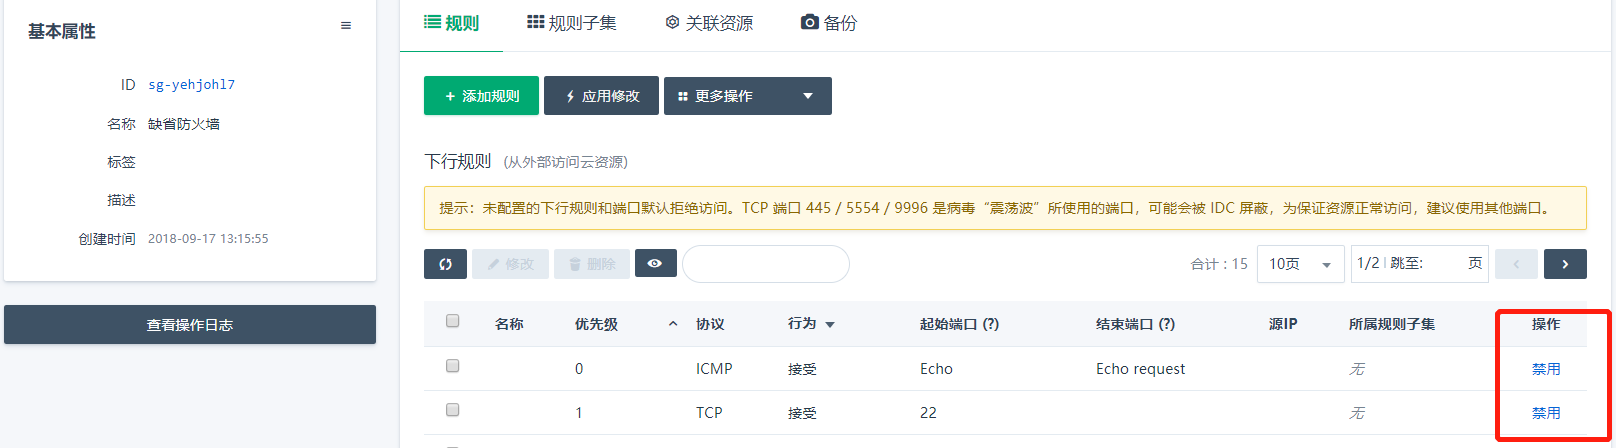 基本属性
ID sg-yehjohl7
名称 缺省防火墙
标签
描述
创建时间 2018-09-17 13:15:55
查看操作日志
规则 规则子集 关联资源 备份
+ 添加规则 应用修改 更多操作
下行规则 (从外部访问云资源)
提示：未配置的下行规则和端口默认拒绝访问。TCP 端口 445 / 5554 / 9996 是病毒“震荡波”所使用的端口，可能会被 IDC 屏蔽，为保证资源正常访问，建议使用其他端口。
修改 删除 合计 : 15 10页 1/2 | 跳至: 页
名称 优先级 协议 行为 起始端口 (?) 结束端口 (?) 源IP 所属规则子集 操作
0 ICMP 接受 Echo Echo request 无 禁用
1 TCP 接受 22 无 禁用